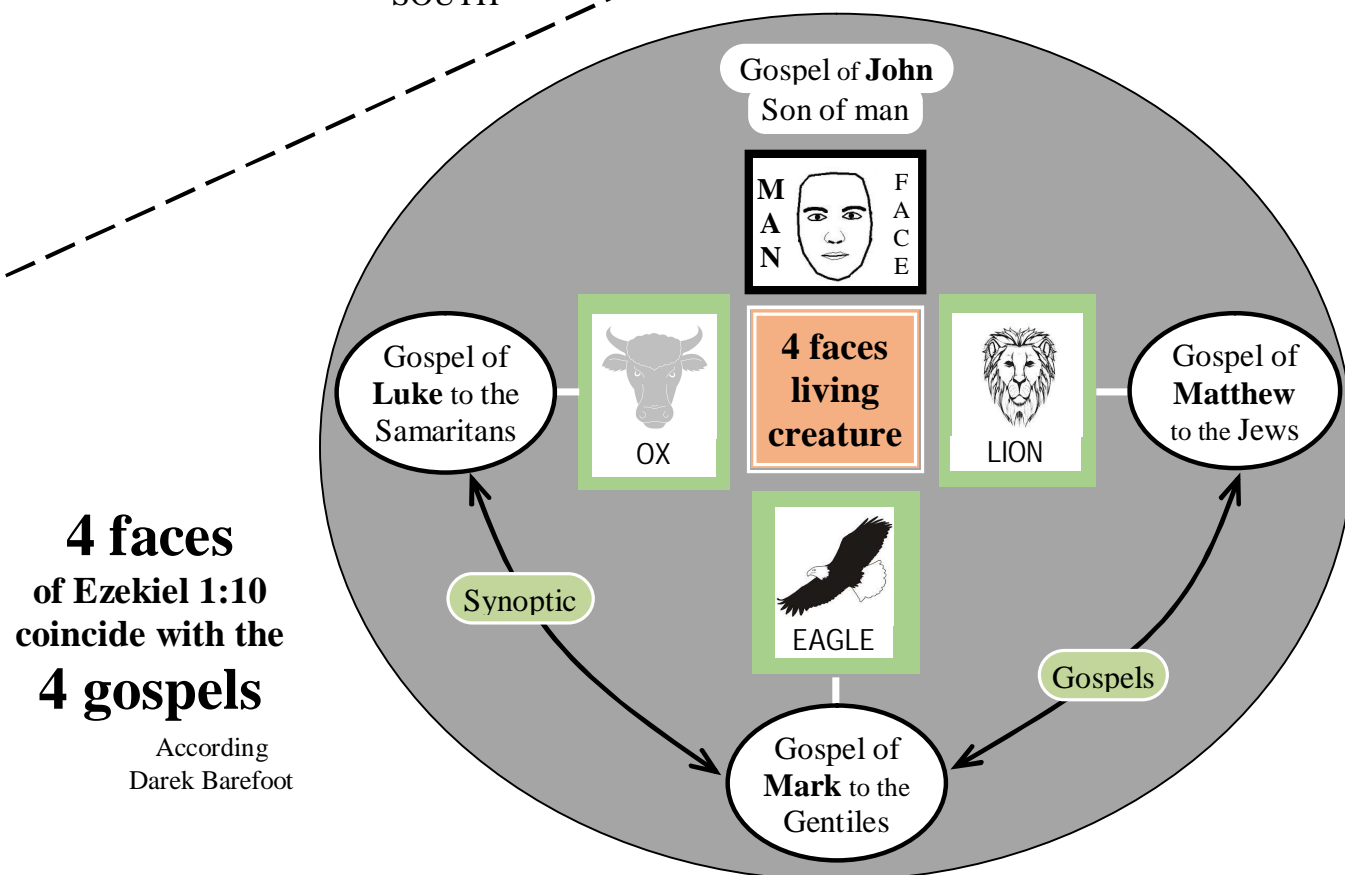 SOUTH
Gospel of John
Son of man
M
A
N
F
A
C
E
Gospel of
Luke to the
Samaritans
OX
4 faces
living
creature
LION
Gospel of
Matthew
to the Jews
4 faces
of Ezekiel 1:10
coincide with the
4 gospels
According
Darek Barefoot
Synoptic
EAGLE
Gospels
Gospel of
Mark to the
Gentiles